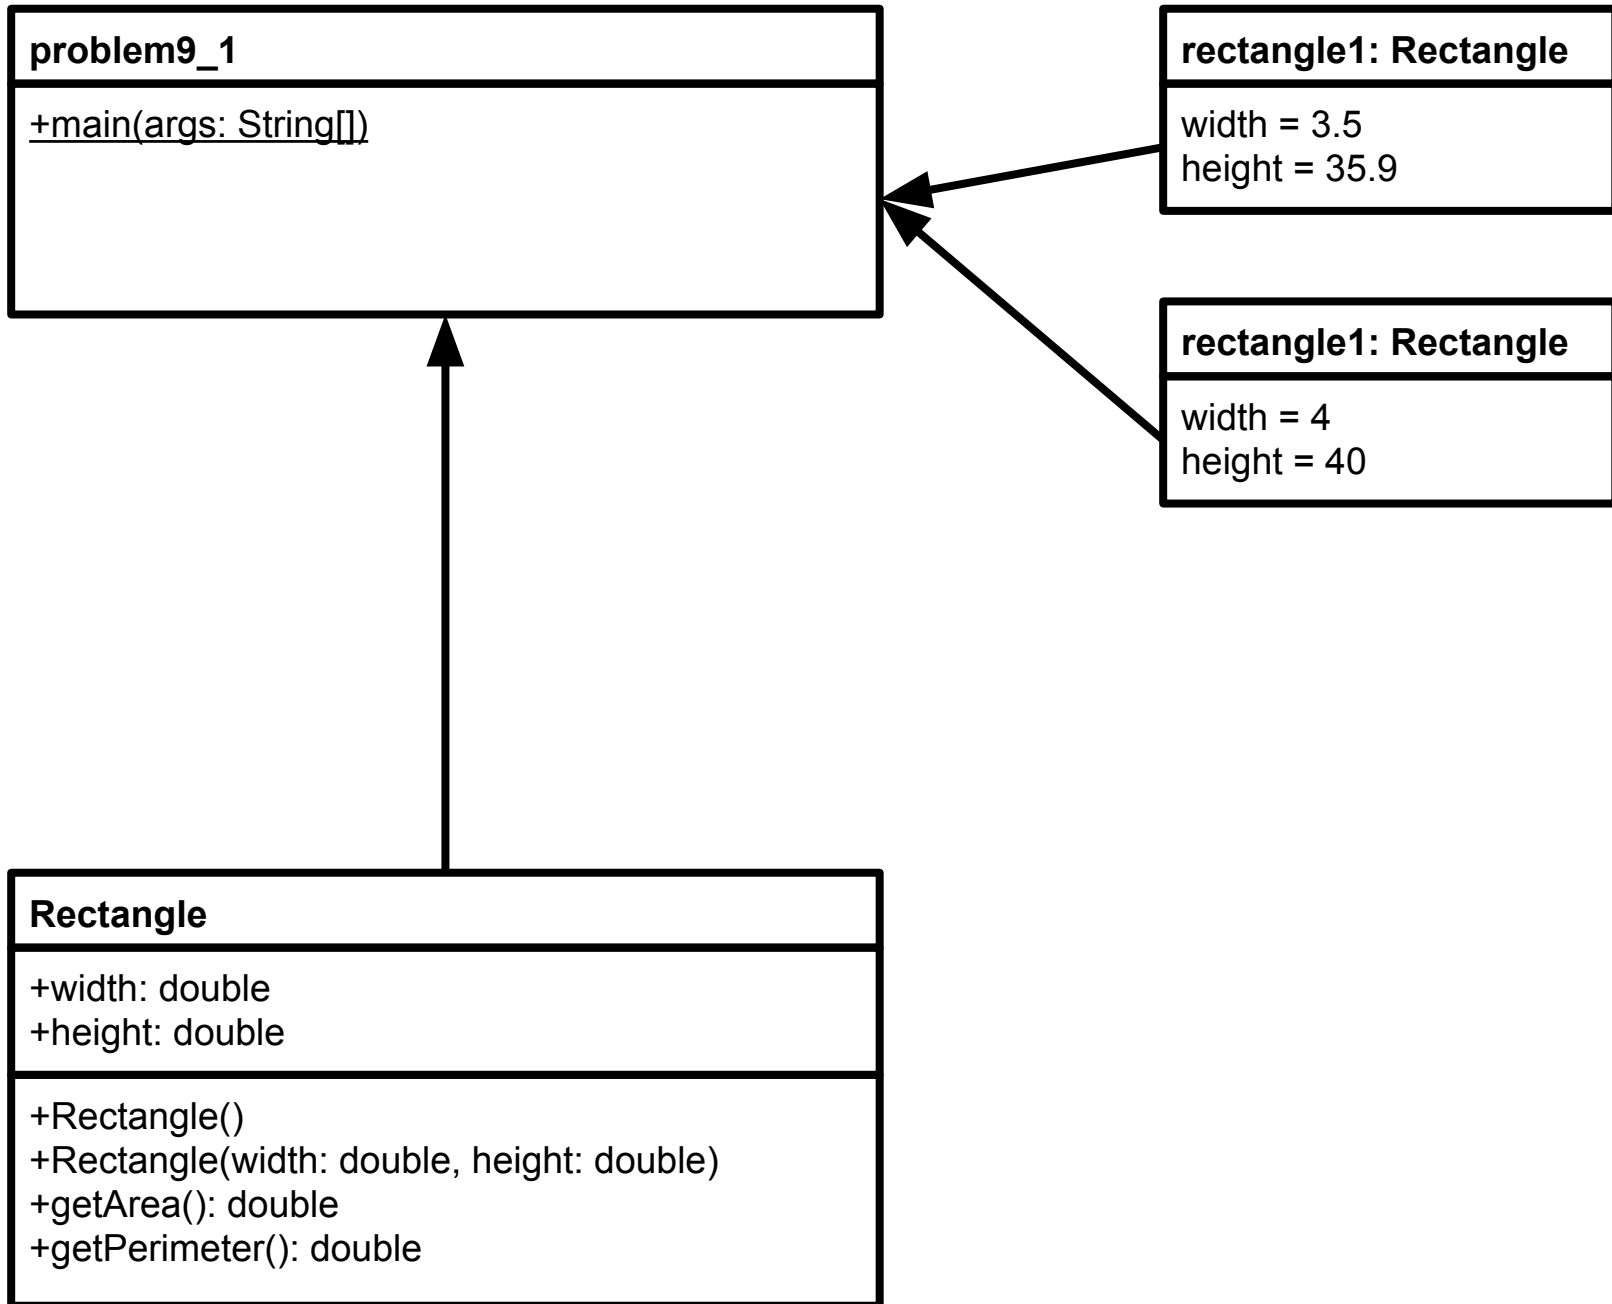 problem9_1
+main(args: String[])
rectangle1: Rectangle
width = 3.5
height = 35.9
rectangle1: Rectangle
width = 4
height = 40
Rectangle
+width: double
+height: double
+Rectangle()
+Rectangle(width: double, height: double)
+getArea(): double
+getPerimeter(): double